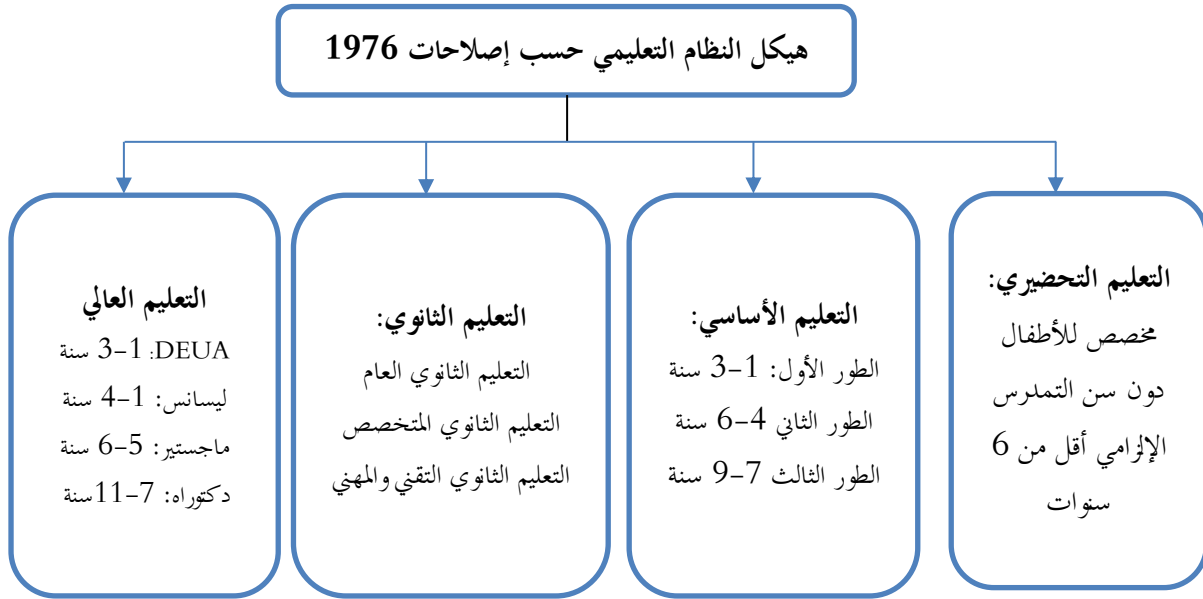 هيكل النظام التعليمي حسب إصلاحات 1976
التعليم التحضيري:
مخصص للأطفال
دون سن التمدرس
الإلزامي أقل من 6
سنوات
التعليم الأساسي:
الطور الأول: 1-3 سنة
الطور الثاني 4-6 سنة
الطور الثالث 7-9 سنة
التعليم الثانوي:
التعليم الثانوي العام
التعليم الثانوي المتخصص
التعليم الثانوي التقني والمهني
التعليم العالي
DEUA: 1-3 سنة
ليسانس: 1-4 سنة
ماجستير: 5-6 سنة
دكتوراه: 7-11سنة